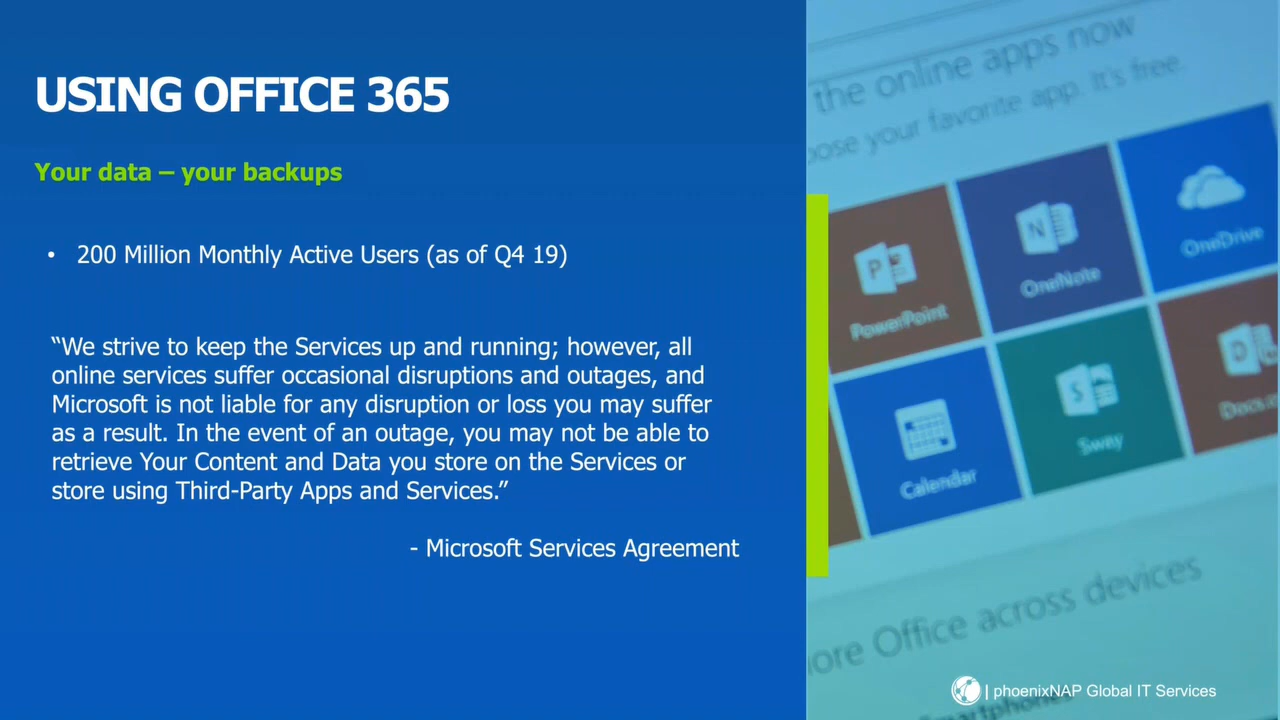 USING OFFICE 365
Your data – your backups
• 200 Million Monthly Active Users (as of Q4 19)
“We strive to keep the Services up and running; however, all
online services suffer occasional disruptions and outages, and
Microsoft is not liable for any disruption or loss you may suffer
as a result. In the event of an outage, you may not be able to
retrieve Your Content and Data you store on the Services or
store using Third-Party Apps and Services.”
- Microsoft Services Agreement
the online apps now
your favorite app. It's free.
PowerPoint
OneNote
OneDrive
Calendar
Sway
Office across devices
| phoenixNAP Global IT Services